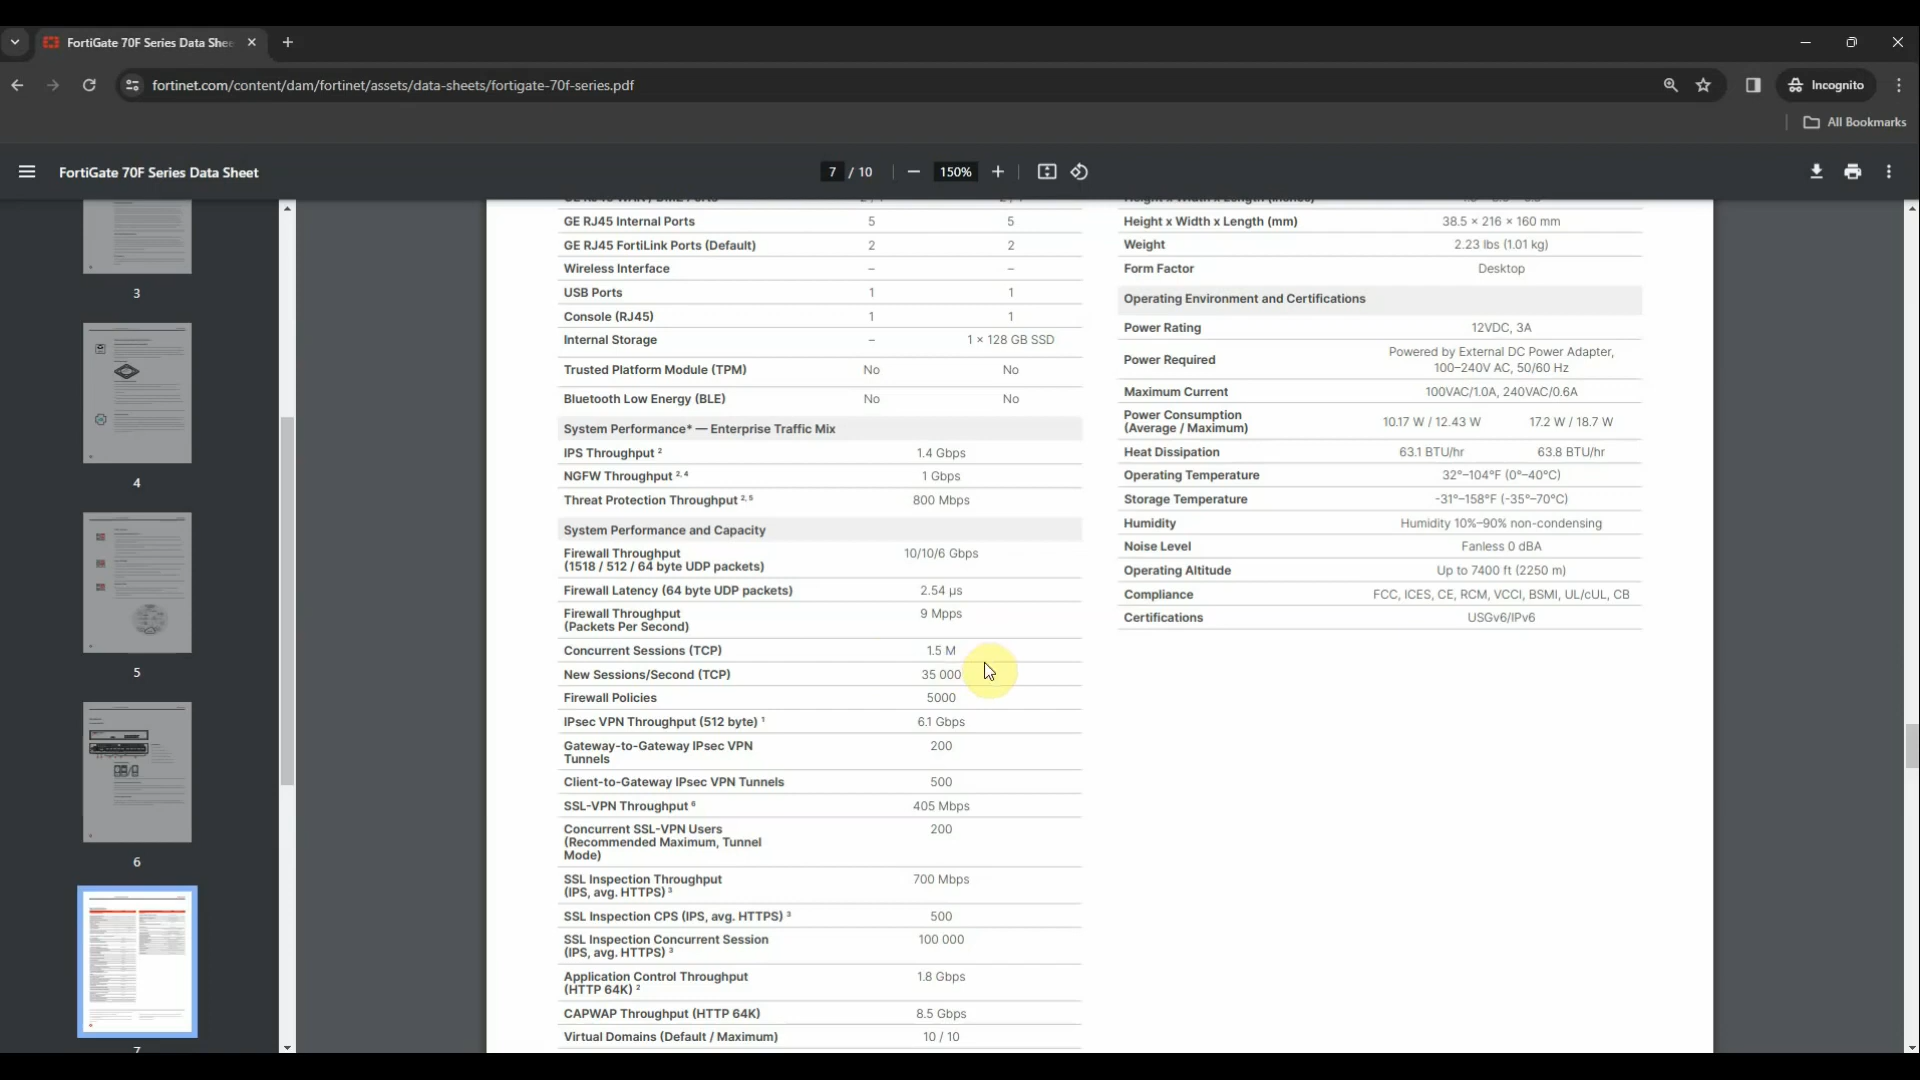 FortiGate 70F Series Data Shee
fortinet.com/content/dam/fortinet/assets/data-sheets/fortigate-70f-series.pdf
Incognito
All Bookmarks
FortiGate 70F Series Data Sheet
7 / 10
150%
3
4
5
6
7
GE RJ45 Internal Ports 5 5
GE RJ45 FortiLink Ports (Default) 2 2
Wireless Interface – –
USB Ports 1 1
Console (RJ45) 1 1
Internal Storage – 1 × 128 GB SSD
Trusted Platform Module (TPM) No No
Bluetooth Low Energy (BLE) No No
System Performance* — Enterprise Traffic Mix
IPS Throughput ² 1.4 Gbps
NGFW Throughput ²˒ ⁴ 1 Gbps
Threat Protection Throughput ²˒ ⁵ 800 Mbps
System Performance and Capacity
Firewall Throughput 10/10/6 Gbps
(1518 / 512 / 64 byte UDP packets)
Firewall Latency (64 byte UDP packets) 2.54 μs
Firewall Throughput 9 Mpps
(Packets Per Second)
Concurrent Sessions (TCP) 1.5 M
New Sessions/Second (TCP) 35 000
Firewall Policies 5000
IPsec VPN Throughput (512 byte) ¹ 6.1 Gbps
Gateway-to-Gateway IPsec VPN 200
Tunnels
Client-to-Gateway IPsec VPN Tunnels 500
SSL-VPN Throughput ⁶ 405 Mbps
Concurrent SSL-VPN Users 200
(Recommended Maximum, Tunnel
Mode)
SSL Inspection Throughput 700 Mbps
(IPS, avg. HTTPS) ³
SSL Inspection CPS (IPS, avg. HTTPS) ³ 500
SSL Inspection Concurrent Session 100 000
(IPS, avg. HTTPS) ³
Application Control Throughput 1.8 Gbps
(HTTP 64K) ²
CAPWAP Throughput (HTTP 64K) 8.5 Gbps
Virtual Domains (Default / Maximum) 10 / 10
Height x Width x Length (mm) 38.5 × 216 × 160 mm
Weight 2.23 lbs (1.01 kg)
Form Factor Desktop
Operating Environment and Certifications
Power Rating 12VDC, 3A
Power Required Powered by External DC Power Adapter,
100–240V AC, 50/60 Hz
Maximum Current 100VAC/1.0A, 240VAC/0.6A
Power Consumption 10.17 W / 12.43 W 17.2 W / 18.7 W
(Average / Maximum)
Heat Dissipation 63.1 BTU/hr 63.8 BTU/hr
Operating Temperature 32°–104°F (0°–40°C)
Storage Temperature -31°–158°F (-35°–70°C)
Humidity Humidity 10%–90% non-condensing
Noise Level Fanless 0 dBA
Operating Altitude Up to 7400 ft (2250 m)
Compliance FCC, ICES, CE, RCM, VCCI, BSMI, UL/cUL, CB
Certifications USGv6/IPv6